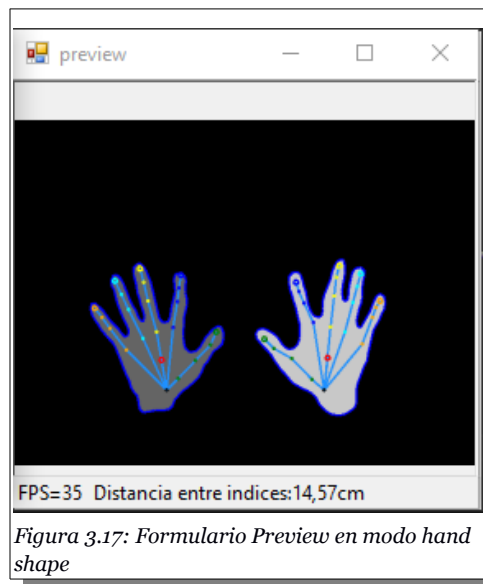 preview
FPS=35 Distancia entre indices:14,57cm
Figura 3.17: Formulario Preview en modo hand
shape